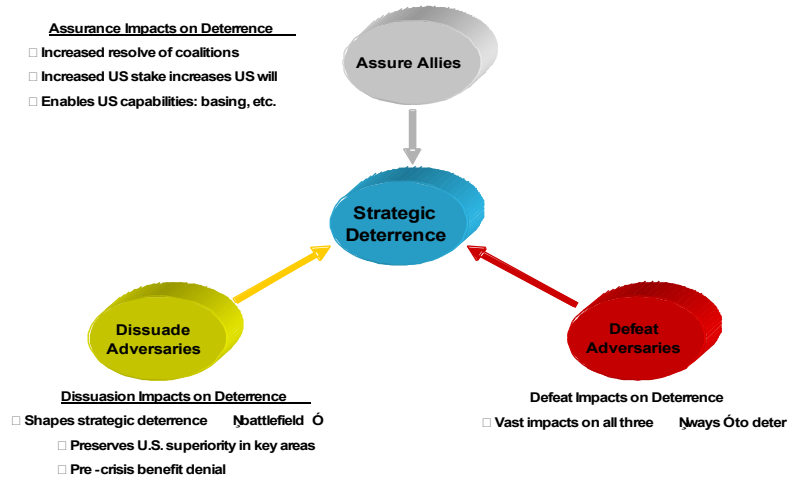 Assurance Impacts on Deterrence
□ Increased resolve of coalitions
□ Increased US stake increases US will
□ Enables US capabilities: basing, etc.
Assure Allies
Strategic
Deterrence
Dissuade
Adversaries
Defeat
Adversaries
Dissuasion Impacts on Deterrence
□ Shapes strategic deterrence Ņbattlefield Ó
□ Preserves U.S. superiority in key areas
□ Pre -crisis benefit denial
Defeat Impacts on Deterrence
□ Vast impacts on all three Ņways Ó to deter